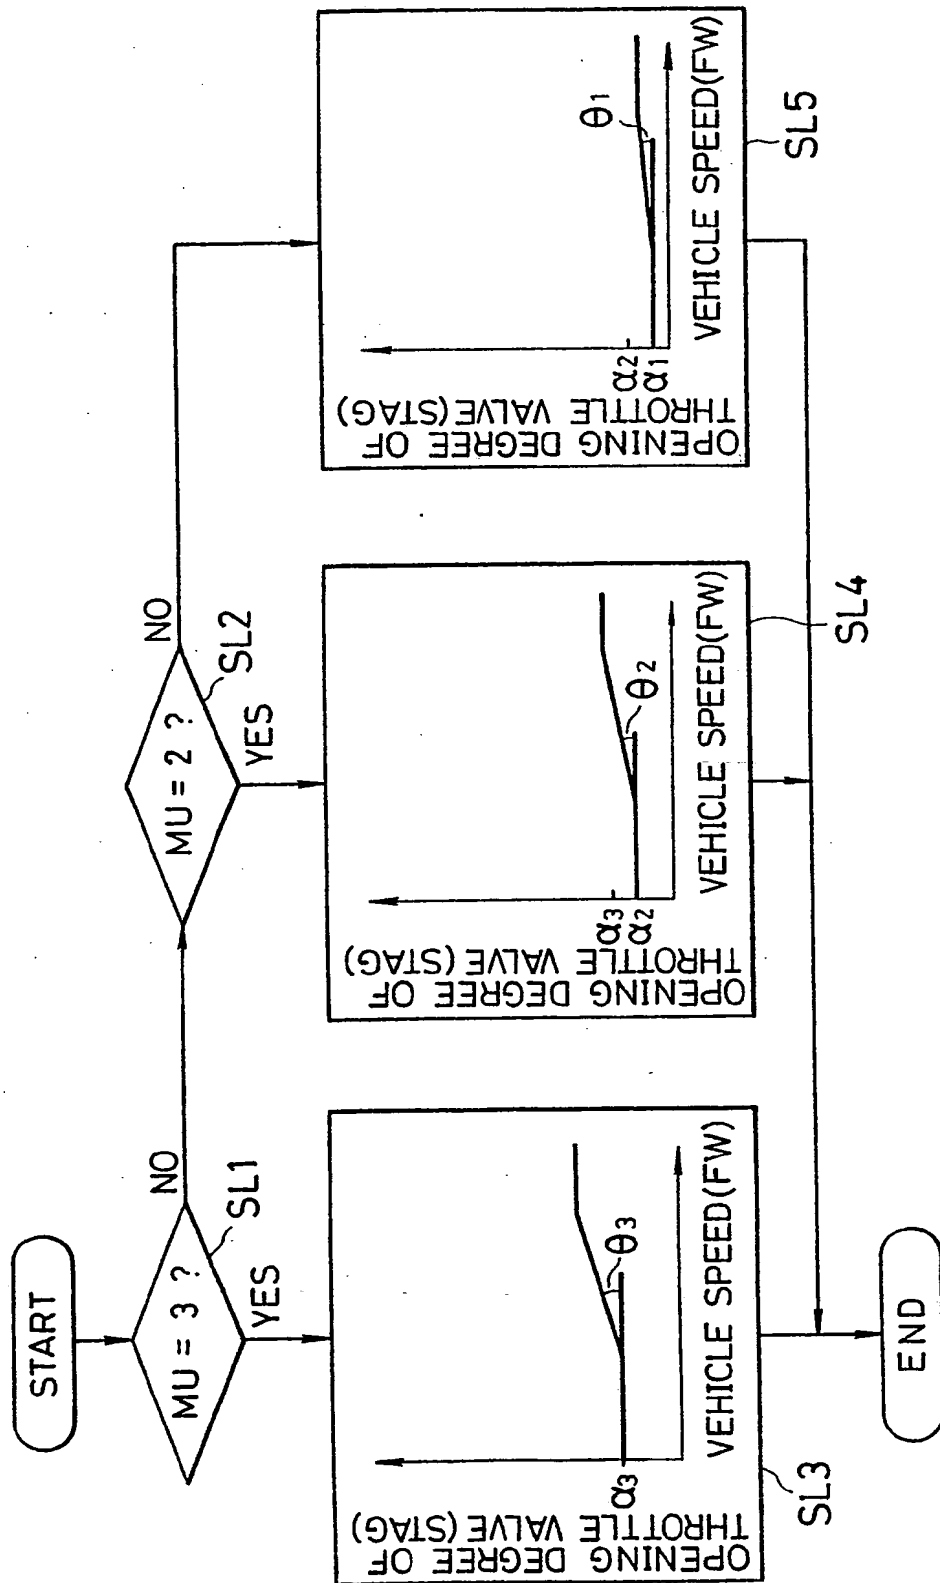 START
MU = 3 ?
SL1
NO
YES
MU = 2 ?
SL2
NO
YES
OPENING DEGREE OF
THROTTLE VALVE (STAG)
α3
θ3
VEHICLE SPEED(FW)
SL3
OPENING DEGREE OF
THROTTLE VALVE (STAG)
α3
α2
θ2
VEHICLE SPEED(FW)
SL4
OPENING DEGREE OF
THROTTLE VALVE (STAG)
α2
α1
θ1
VEHICLE SPEED(FW)
SL5
END